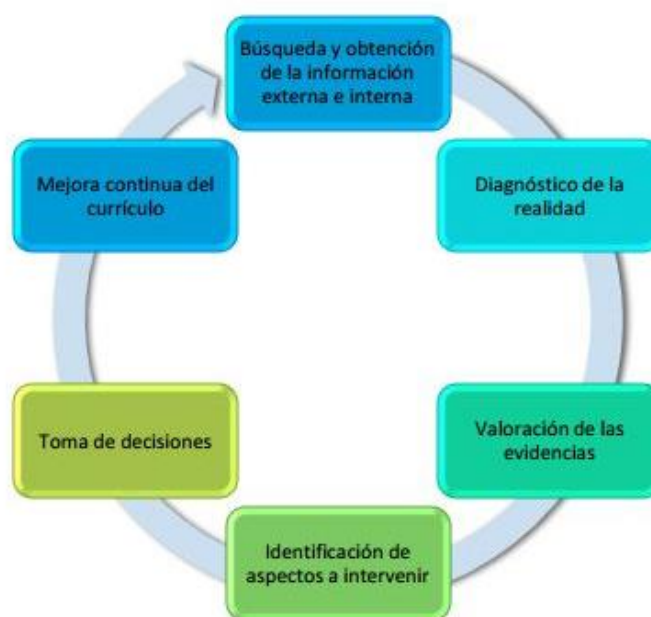 Búsqueda y obtención
de la información
externa e interna
Diagnóstico de la
realidad
Valoración de las
evidencias
Identificación de
aspectos a intervenir
Toma de decisiones
Mejora continua del
currículo